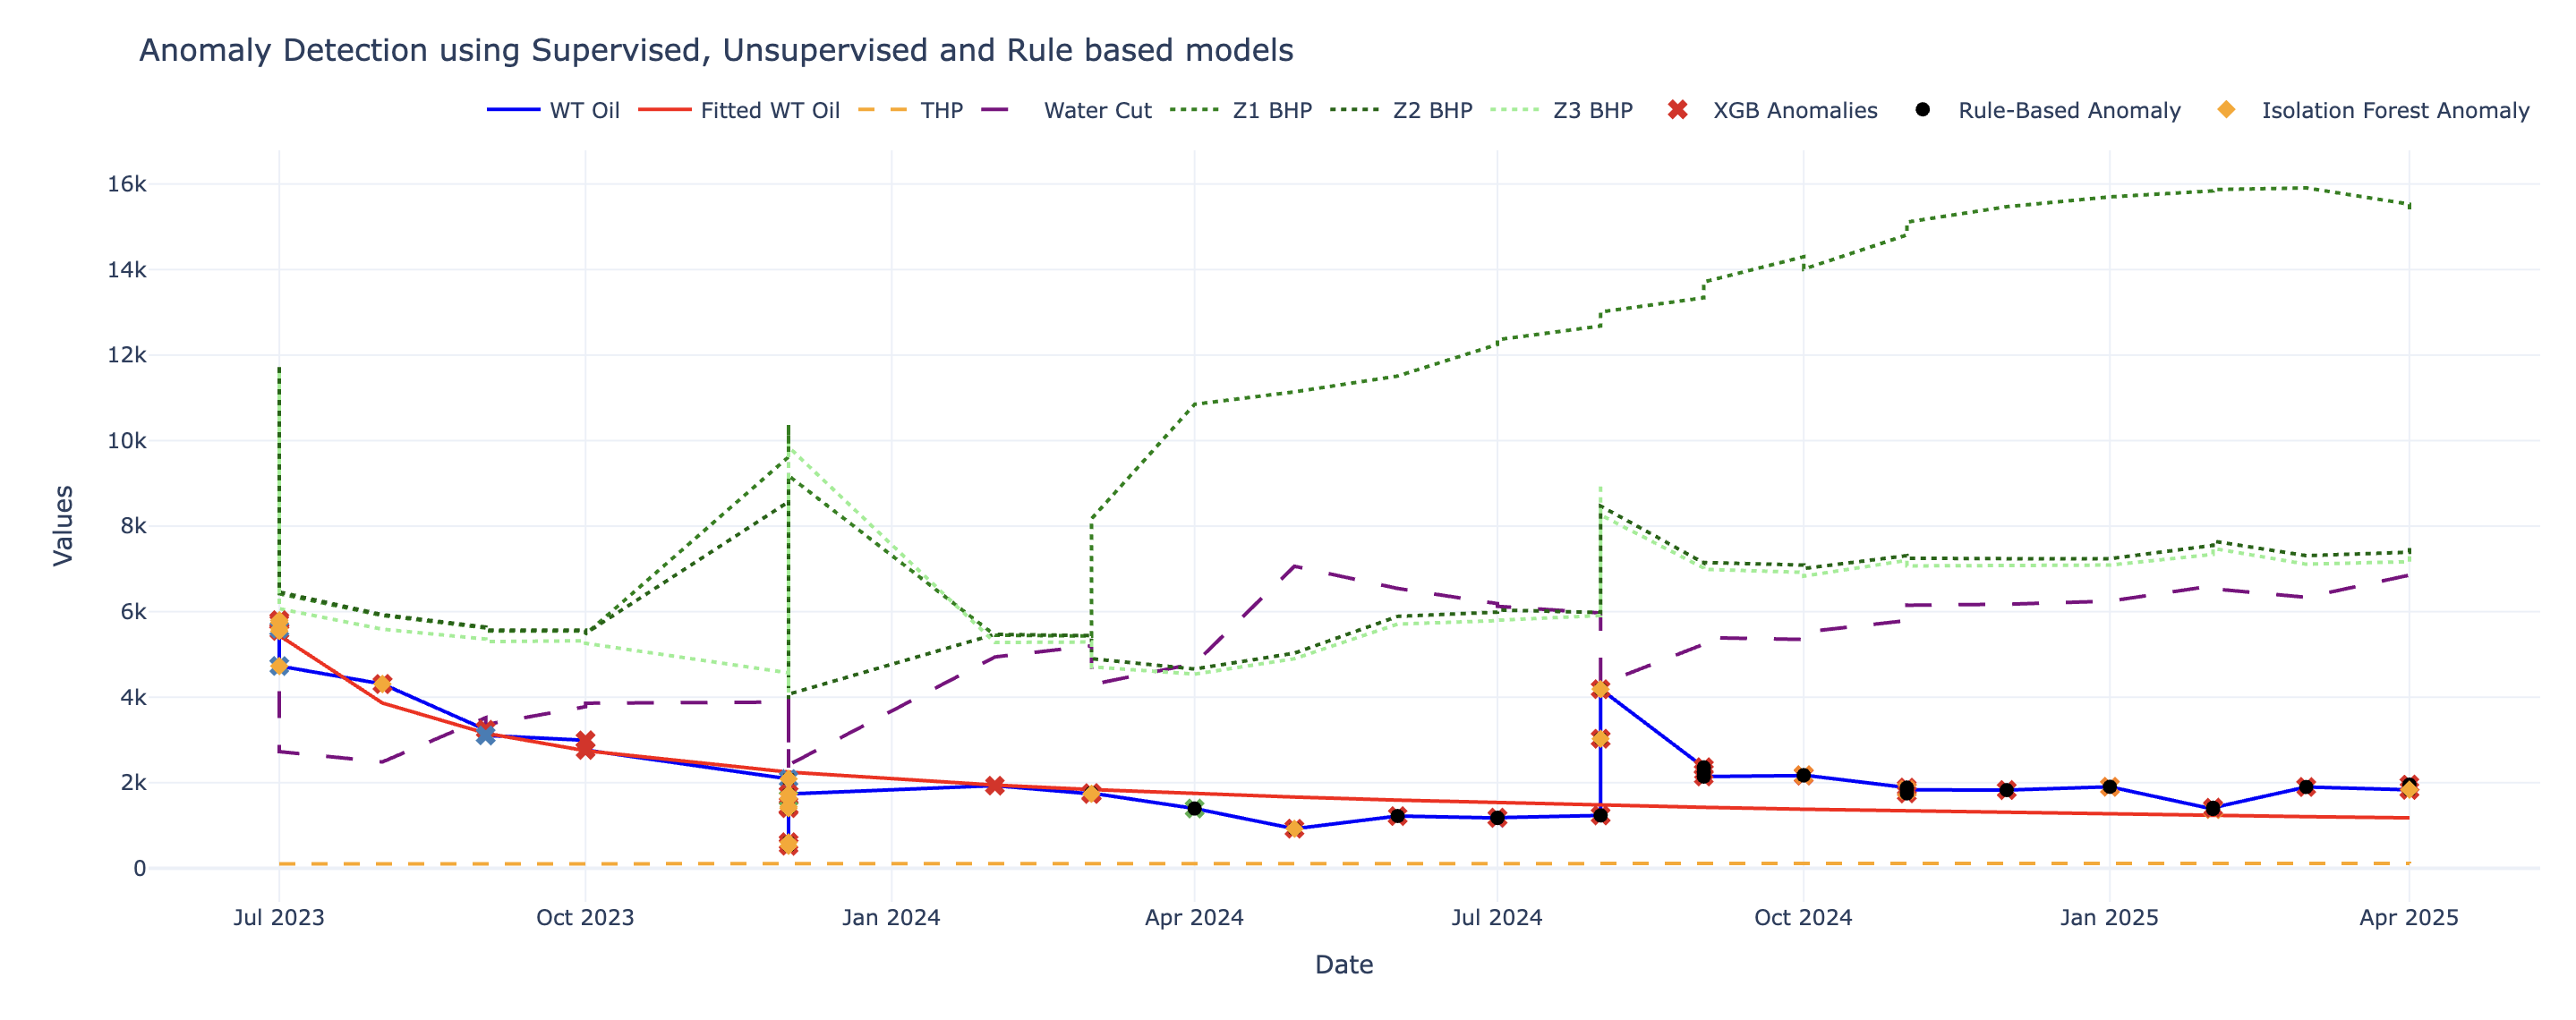 Anomaly Detection using Supervised, Unsupervised and Rule based models
WT Oil Fitted WT Oil THP Water Cut Z1 BHP Z2 BHP Z3 BHP XGB Anomalies Rule-Based Anomaly Isolation Forest Anomaly
16k
14k
12k
10k
8k
6k
4k
2k
0
Values
Jul 2023 Oct 2023 Jan 2024 Apr 2024 Jul 2024 Oct 2024 Jan 2025 Apr 2025
Date